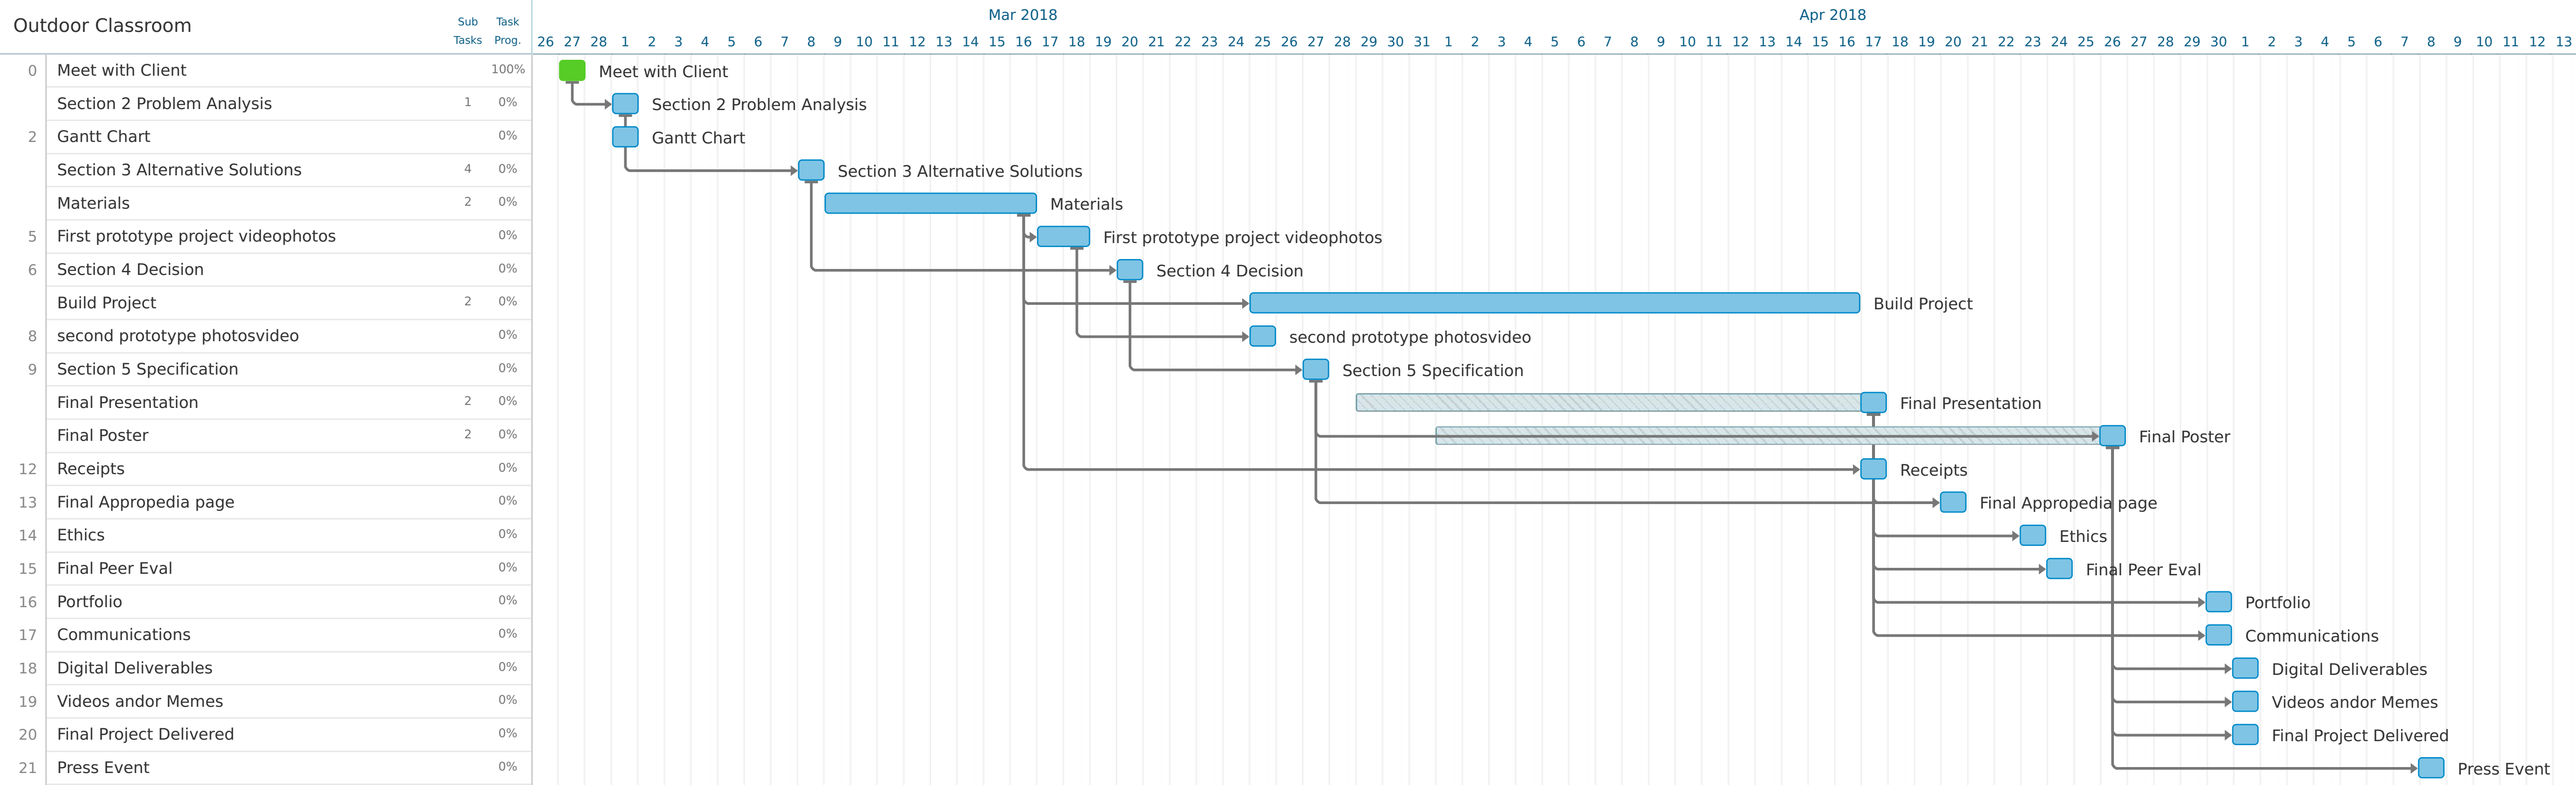 Outdoor Classroom Sub Tasks Task Prog.
Mar 2018 Apr 2018
26 27 28 1 2 3 4 5 6 7 8 9 10 11 12 13 14 15 16 17 18 19 20 21 22 23 24 25 26 27 28 29 30 31 1 2 3 4 5 6 7 8 9 10 11 12 13 14 15 16 17 18 19 20 21 22 23 24 25 26 27 28 29 30 1 2 3 4 5 6 7 8 9 10 11 12 13
0 Meet with Client 100% Meet with Client
Section 2 Problem Analysis 1 0% Section 2 Problem Analysis
2 Gantt Chart 0% Gantt Chart
Section 3 Alternative Solutions 4 0% Section 3 Alternative Solutions
Materials 2 0% Materials
5 First prototype project videophotos 0% First prototype project videophotos
6 Section 4 Decision 0% Section 4 Decision
Build Project 2 0% Build Project
8 second prototype photosvideo 0% second prototype photosvideo
9 Section 5 Specification 0% Section 5 Specification
Final Presentation 2 0% Final Presentation
Final Poster 2 0% Final Poster
12 Receipts 0% Receipts
13 Final Appropedia page 0% Final Appropedia page
14 Ethics 0% Ethics
15 Final Peer Eval 0% Final Peer Eval
16 Portfolio 0% Portfolio
17 Communications 0% Communications
18 Digital Deliverables 0% Digital Deliverables
19 Videos andor Memes 0% Videos andor Memes
20 Final Project Delivered 0% Final Project Delivered
21 Press Event 0% Press Event